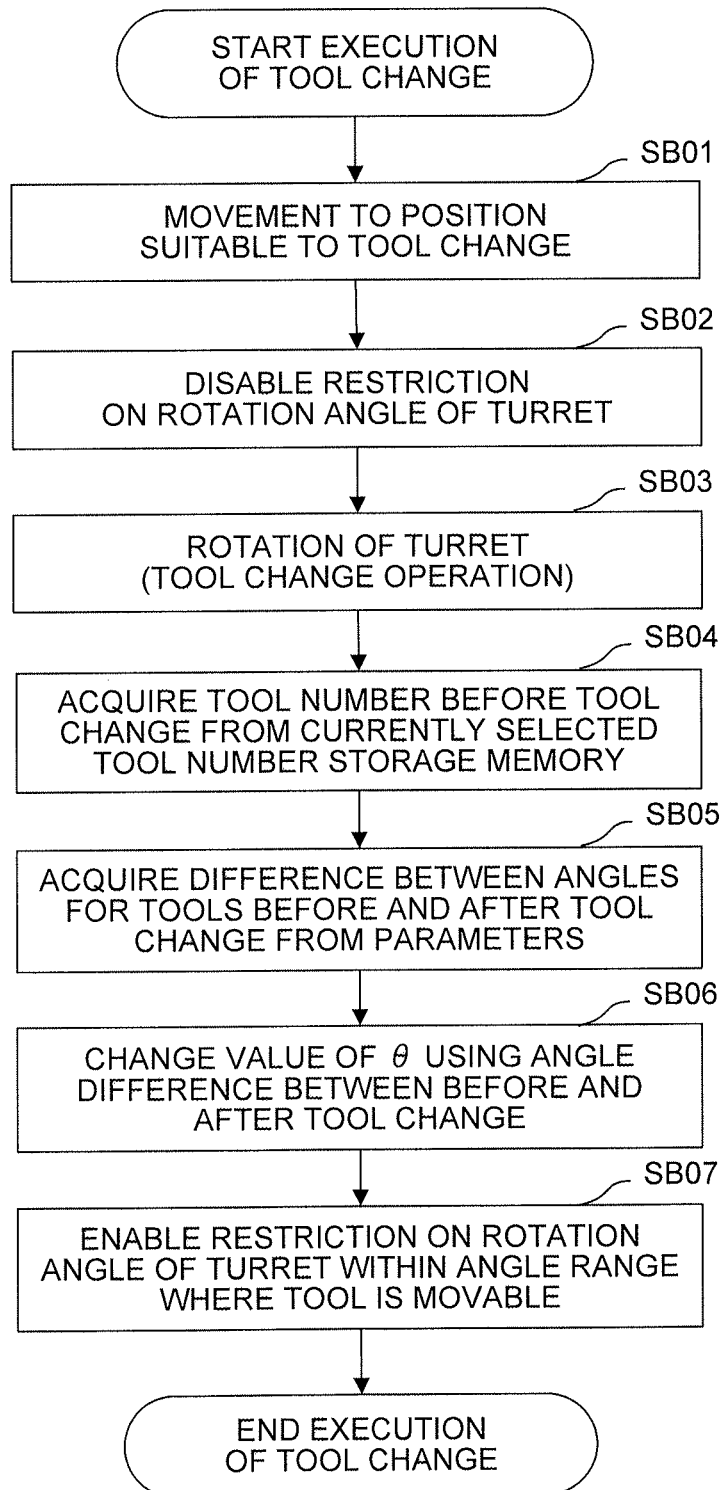 START EXECUTION
OF TOOL CHANGE
SB01
MOVEMENT TO POSITION
SUITABLE TO TOOL CHANGE
SB02
DISABLE RESTRICTION
ON ROTATION ANGLE OF TURRET
SB03
ROTATION OF TURRET
(TOOL CHANGE OPERATION)
SB04
ACQUIRE TOOL NUMBER BEFORE TOOL
CHANGE FROM CURRENTLY SELECTED
TOOL NUMBER STORAGE MEMORY
SB05
ACQUIRE DIFFERENCE BETWEEN ANGLES
FOR TOOLS BEFORE AND AFTER TOOL
CHANGE FROM PARAMETERS
SB06
CHANGE VALUE OF θ USING ANGLE
DIFFERENCE BETWEEN BEFORE AND
AFTER TOOL CHANGE
SB07
ENABLE RESTRICTION ON ROTATION
ANGLE OF TURRET WITHIN ANGLE RANGE
WHERE TOOL IS MOVABLE
END EXECUTION
OF TOOL CHANGE